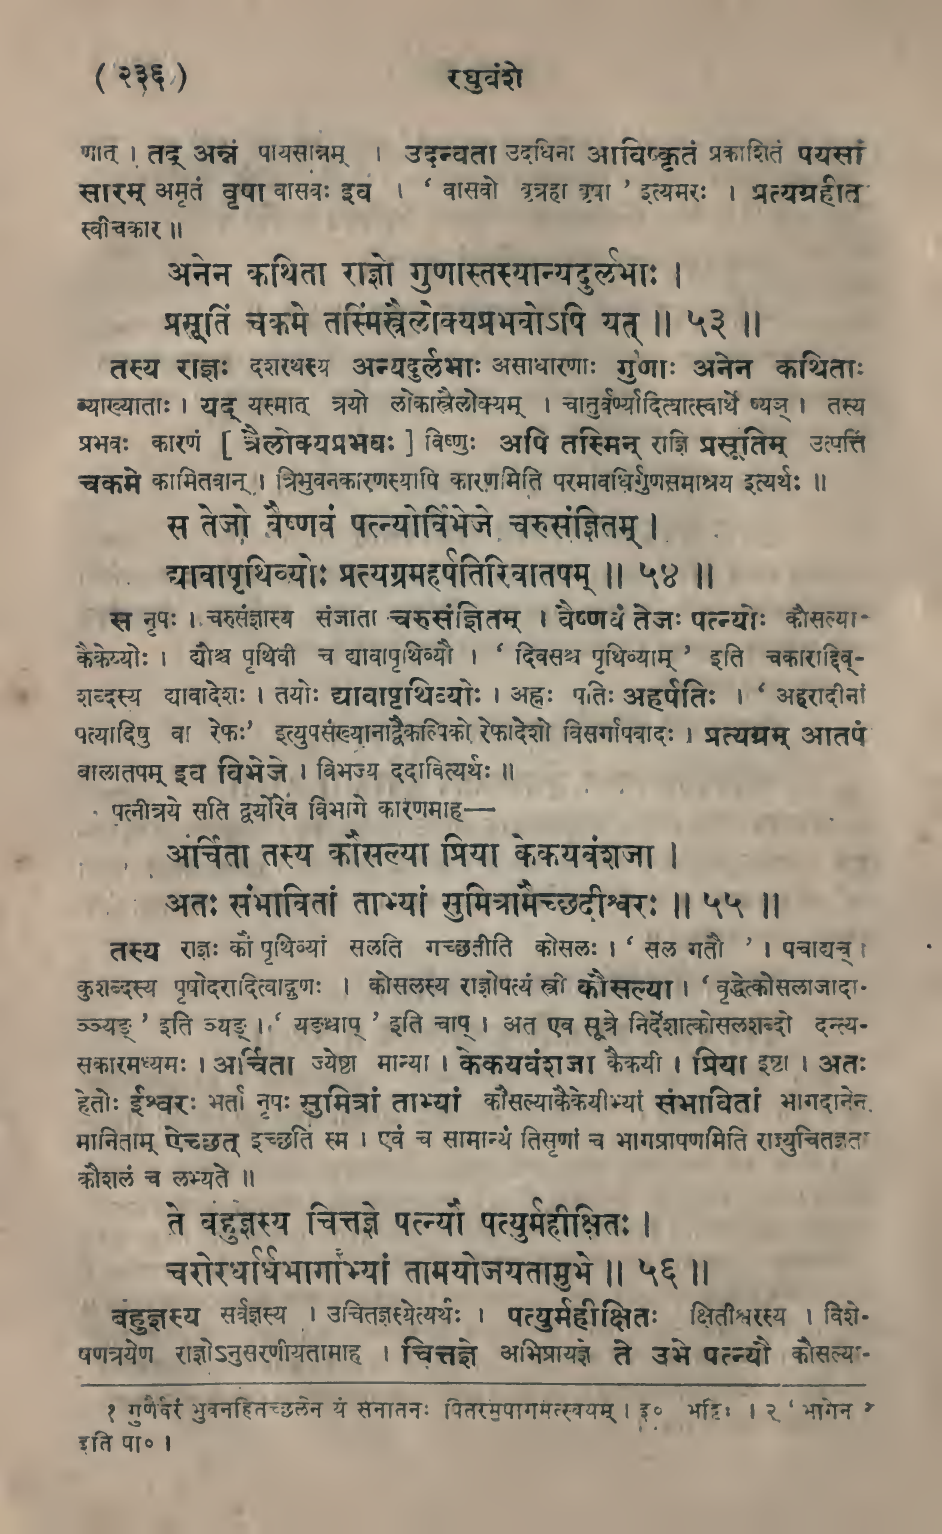 ( २३६ ) रघुवंशे
णात् । तद् अन्नं पायसान्नम् । उदन्वता उदधिना आविष्कृतं प्रकाशितं पयसां
सारम् अमृतं वृषा वासवः इव । ‘ वासवो वृत्रहा वृषा ’ इत्यमरः । प्रत्यग्रहीत्
स्वीचकार ॥
अनेन कथिता राज्ञो गुणास्तस्यान्यदुर्लभाः ।
प्रसूतिं चकमे तस्मिंस्त्रैलोक्यप्रभवोऽपि यत् ॥ ५३ ॥
तस्य राज्ञः दशरथस्य अन्यदुर्लभाः असाधारणाः गुणाः अनेन कथिताः
व्याख्याताः । यद् यस्मात् त्रयो लोकास्त्रैलोक्यम् । चातुर्वर्ण्यादित्वात्स्वार्थे ष्यञ् । तस्य
प्रभवः कारणं [ त्रैलोक्यप्रभवः ] विष्णुः अपि तस्मिन् राज्ञि प्रसूतिम् उत्पत्तिं
चकमे कामितवान् । त्रिभुवनकारणस्यापि कारणमिति परमावधिर्गुणसमाश्रय इत्यर्थः ॥
स तेजो वैष्णवं पत्न्योर्विभेजे चरुसंज्ञितम् ।
द्यावापृथिव्योः प्रत्यग्रमहर्पतिरिवातपम् ॥ ५४ ॥
स नृपः । चरुसंज्ञास्य संजाता चरुसंज्ञितम् । वैष्णवं तेजः पत्न्योः कौसल्या-
कैकेय्योः । द्यौश्च पृथिवी च द्यावापृथिव्यौ । ‘ दिवसश्च पृथिव्याम् ’ इति चकाराद्दिव्-
शब्दस्य द्यावादेशः । तयोः द्यावापृथिव्योः । अह्नः पतिः अहर्पतिः । ‘ अहरादीनां
पत्यादिषु वा रेफः’ इत्युपसंख्यानाद्वैकल्पिको रेफादेशो विसर्गापवादः । प्रत्यग्रम् आतपं
बालातपम् इव विभेजे । विभज्य ददावित्यर्थः ॥
पत्नीत्रये सति द्वयोरेव विभागे कारणमाह—
अर्चिता तस्य कौसल्या प्रिया केकयवंशजा ।
अतः संभावितां ताभ्यां सुमित्रामैच्छदीश्वरः ॥ ५५ ॥
तस्य राज्ञः कौ पृथिव्यां सलति गच्छतीति कोसलः । ‘ सल गतौ ’ । पचाद्यच् ।
कुशब्दस्य पृषोदरादित्वाद्गुणः । कोसलस्य राज्ञोपत्यं स्त्री कौसल्या । ‘ वृद्धेत्कोसलाजादा-
ञ्ञ्यङ् ’ इति ञ्यङ् । ‘ यङश्चाप् ’ इति चाप् । अत एव सूत्रे निर्देशात्कोसलशब्दो दन्त्य-
सकारमध्यमः । अर्चिता ज्येष्ठा मान्या । केकयवंशजा कैकयी । प्रिया इष्टा । अतः
हेतोः ईश्वरः भर्ता नृपः सुमित्रां ताभ्यां कौसल्याकैकेयीभ्यां संभावितां भागदानेन
मानिताम् ऐच्छत् इच्छति स्म । एवं च सामान्यं तिसृणां च भागप्रापणमिति राज्ञ्युचितज्ञता
कौशलं च लभ्यते ॥
ते बहुज्ञस्य चित्तज्ञे पत्न्यौ पत्युर्महीक्षितः ।
चरोरर्धार्धभागाभ्यां तामयोजयतामुभे ॥ ५६ ॥
बहुज्ञस्य सर्वज्ञस्य । उचितज्ञस्येत्यर्थः । पत्युर्महीक्षितः क्षितीश्वरस्य । विशे-
षणत्रयेण राज्ञोऽनुसरणीयतामाह । चित्तज्ञे अभिप्रायज्ञे ते उभे पत्न्यौ कौसल्या-
१ गुणैर्वरं भुवनहितच्छलेन यं सनातनः पितरमुपागमत्स्वयम् । इ० भट्टिः । २ ‘ भागेन ’
इति पा० ।